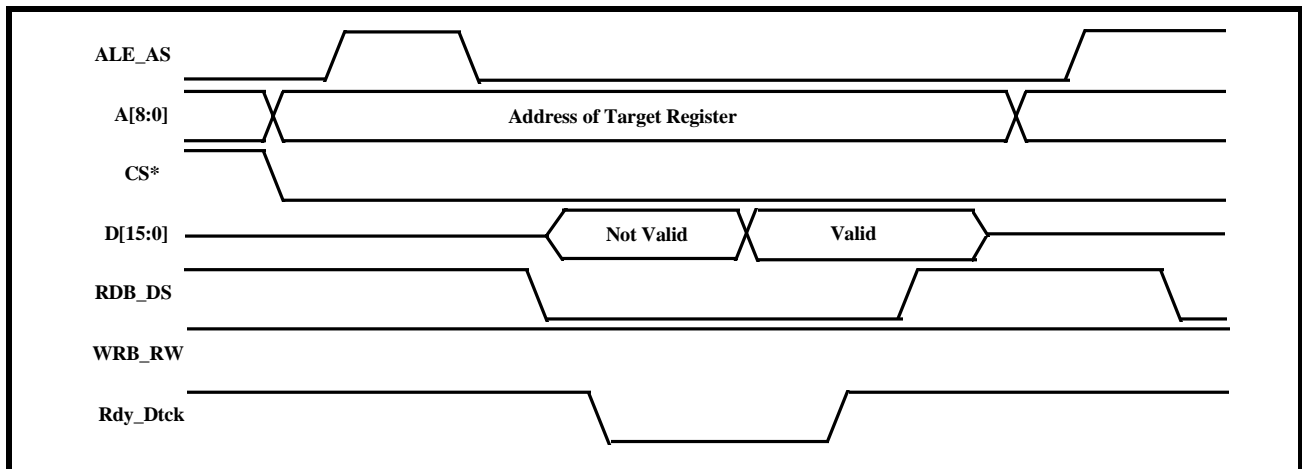 ALE_AS
A[8:0]
Address of Target Register
CS*
D[15:0]
Not Valid
Valid
RDB_DS
WRB_RW
Rdy_Dtck